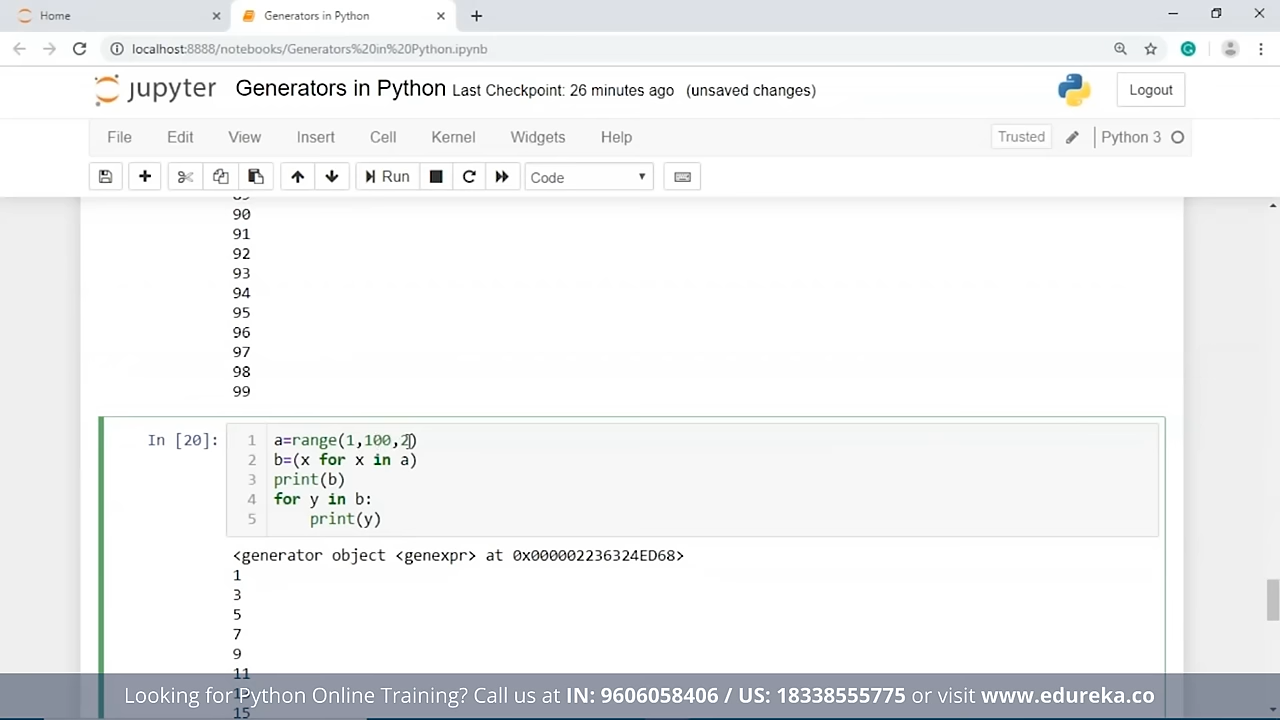 Home
Generators in Python
localhost:8888/notebooks/Generators%20in%20Python.ipynb
jupyter Generators in Python Last Checkpoint: 26 minutes ago (unsaved changes)
Logout
File Edit View Insert Cell Kernel Widgets Help
Trusted Python 3
Run Code
89
90
91
92
93
94
95
96
97
98
99
In [20]:
1 a=range(1,100,2)
2 b=(x for x in a)
3 print(b)
4 for y in b:
5 print(y)
<generator object <genexpr> at 0x000002236324ED68>
1
3
5
7
9
11
Looking for Python Online Training? Call us at IN: 9606058406 / US: 18338555775 or visit www.edureka.co
15